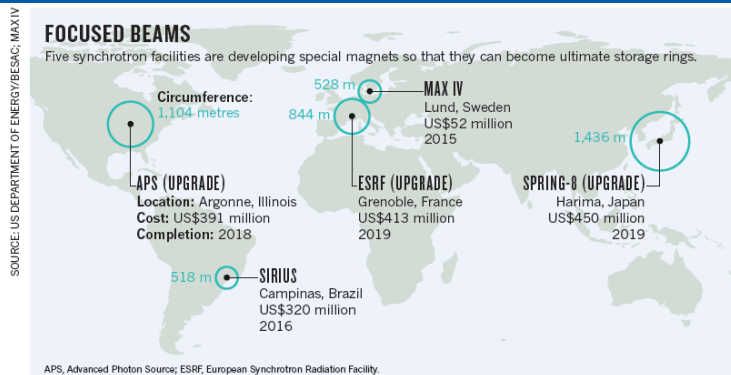 FOCUSED BEAMS
Five synchrotron facilities are developing special magnets so that they can become ultimate storage rings.
Circumference:
1,104 metres
APS (UPGRADE)
Location: Argonne, Illinois
Cost: US$391 million
Completion: 2018
528 m
MAX IV
Lund, Sweden
US$52 million
2015
844 m
ESRF (UPGRADE)
Grenoble, France
US$413 million
2019
1,436 m
SPRING-8 (UPGRADE)
Harima, Japan
US$450 million
2019
518 m
SIRIUS
Campinas, Brazil
US$320 million
2016
APS, Advanced Photon Source; ESRF, European Synchrotron Radiation Facility.
SOURCE: US DEPARTMENT OF ENERGY/BESAC; MAX IV